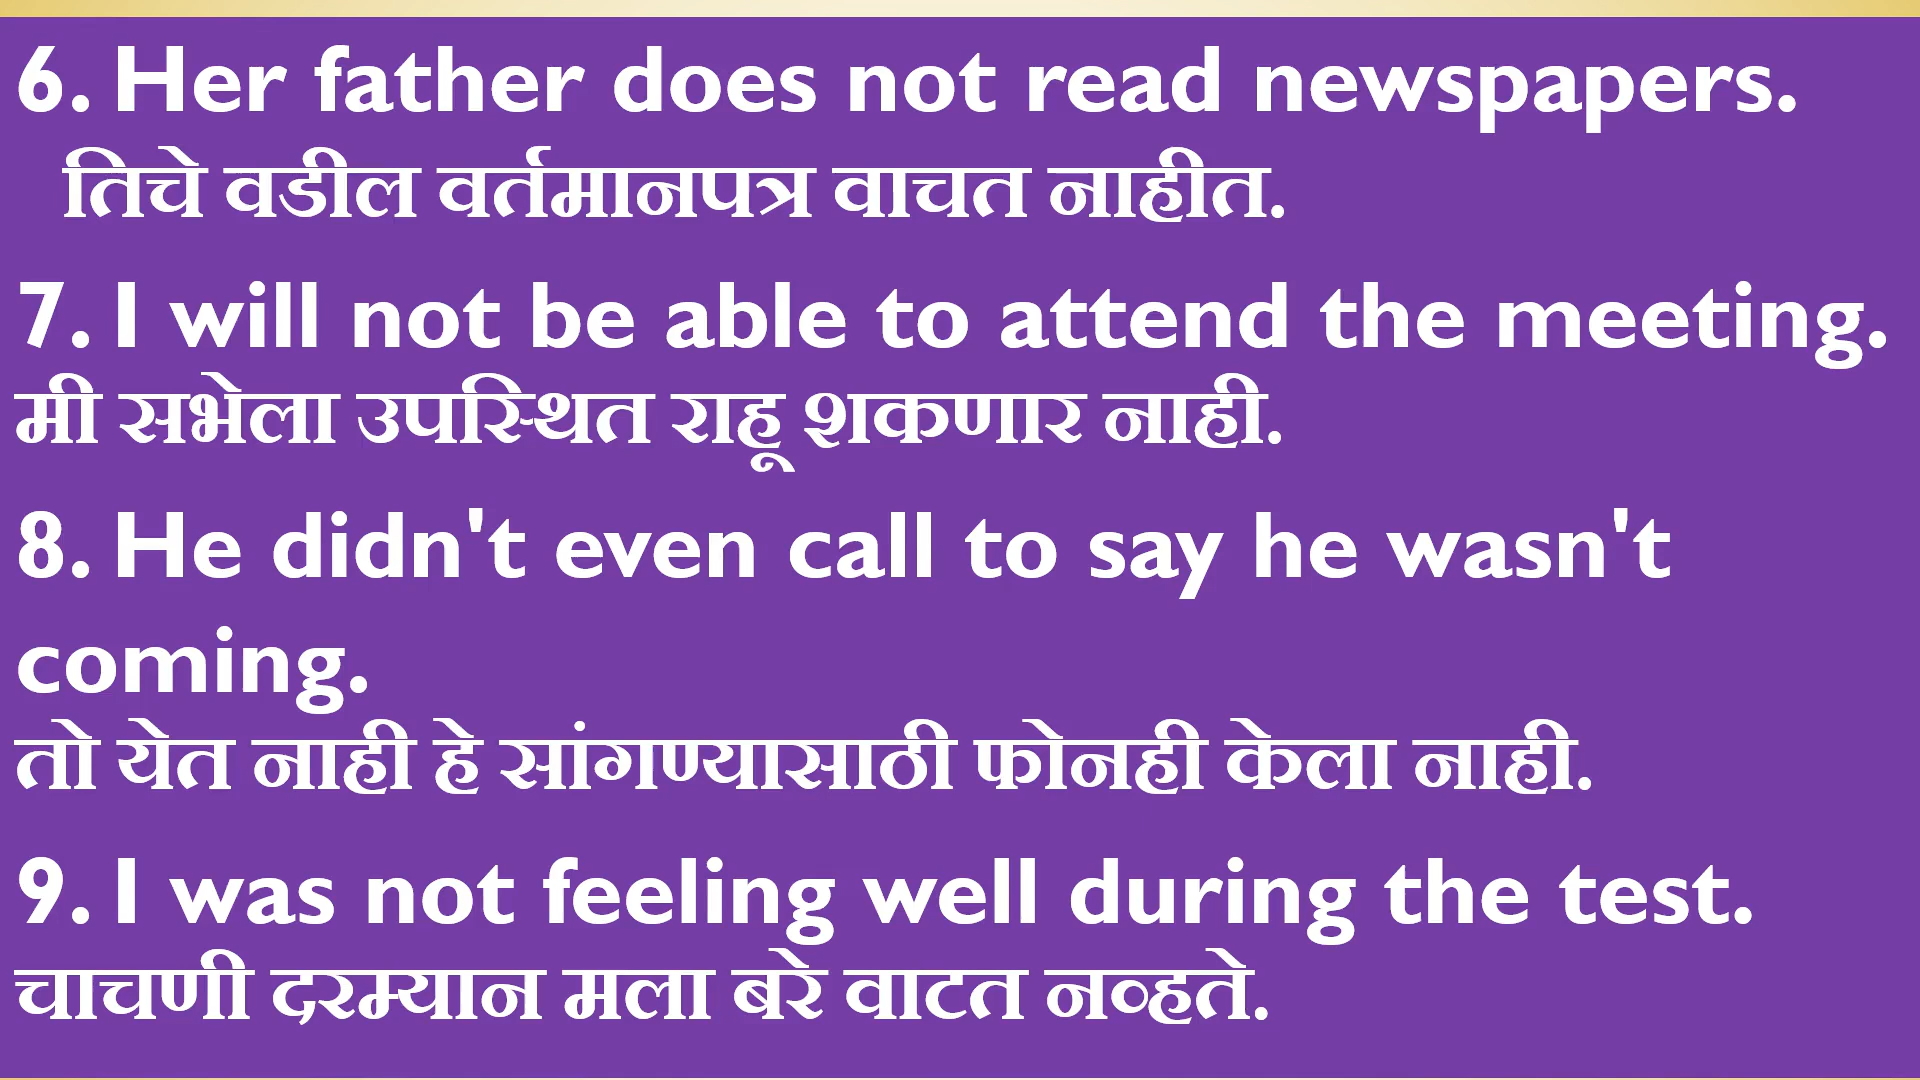 6. Her father does not read newspapers.
तिचे वडील वर्तमानपत्र वाचत नाहीत.
7. I will not be able to attend the meeting.
मी सभेला उपस्थित राहू शकणार नाही.
8. He didn't even call to say he wasn't
coming.
तो येत नाही हे सांगण्यासाठी फोनही केला नाही.
9. I was not feeling well during the test.
चाचणी दरम्यान मला बरे वाटत नव्हते.